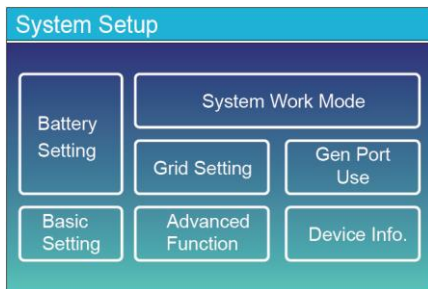 System Setup
Battery
Setting
System Work Mode
Grid Setting
Gen Port
Use
Basic
Setting
Advanced
Function
Device Info.